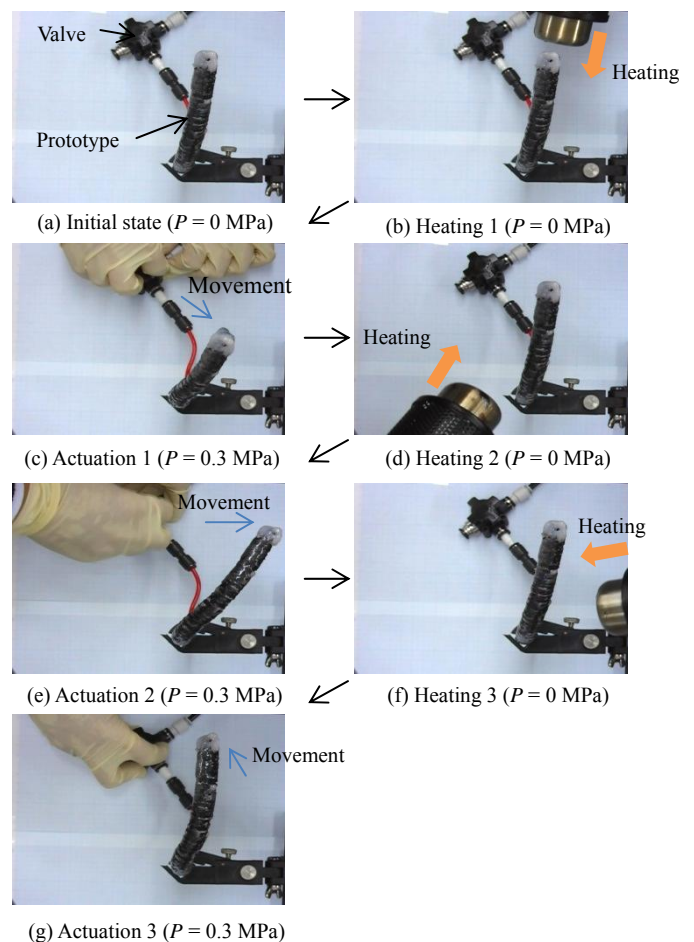 Valve
Prototype
Heating
(a) Initial state (P = 0 MPa)
(b) Heating 1 (P = 0 MPa)
Movement
Heating
(c) Actuation 1 (P = 0.3 MPa)
(d) Heating 2 (P = 0 MPa)
Movement
Heating
(e) Actuation 2 (P = 0.3 MPa)
(f) Heating 3 (P = 0 MPa)
Movement
(g) Actuation 3 (P = 0.3 MPa)